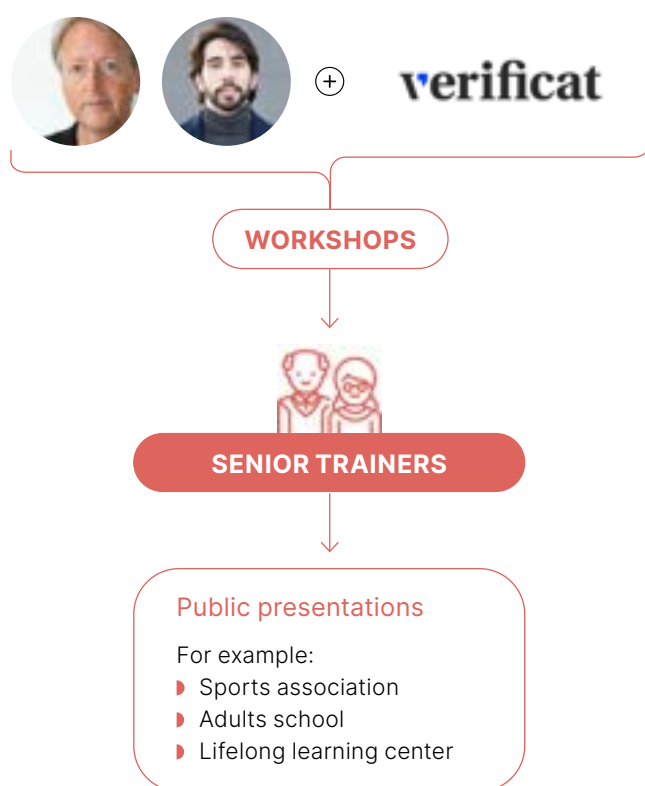 verificat
WORKSHOPS
SENIOR TRAINERS
Public presentations
For example:
Sports association
Adults school
Lifelong learning center